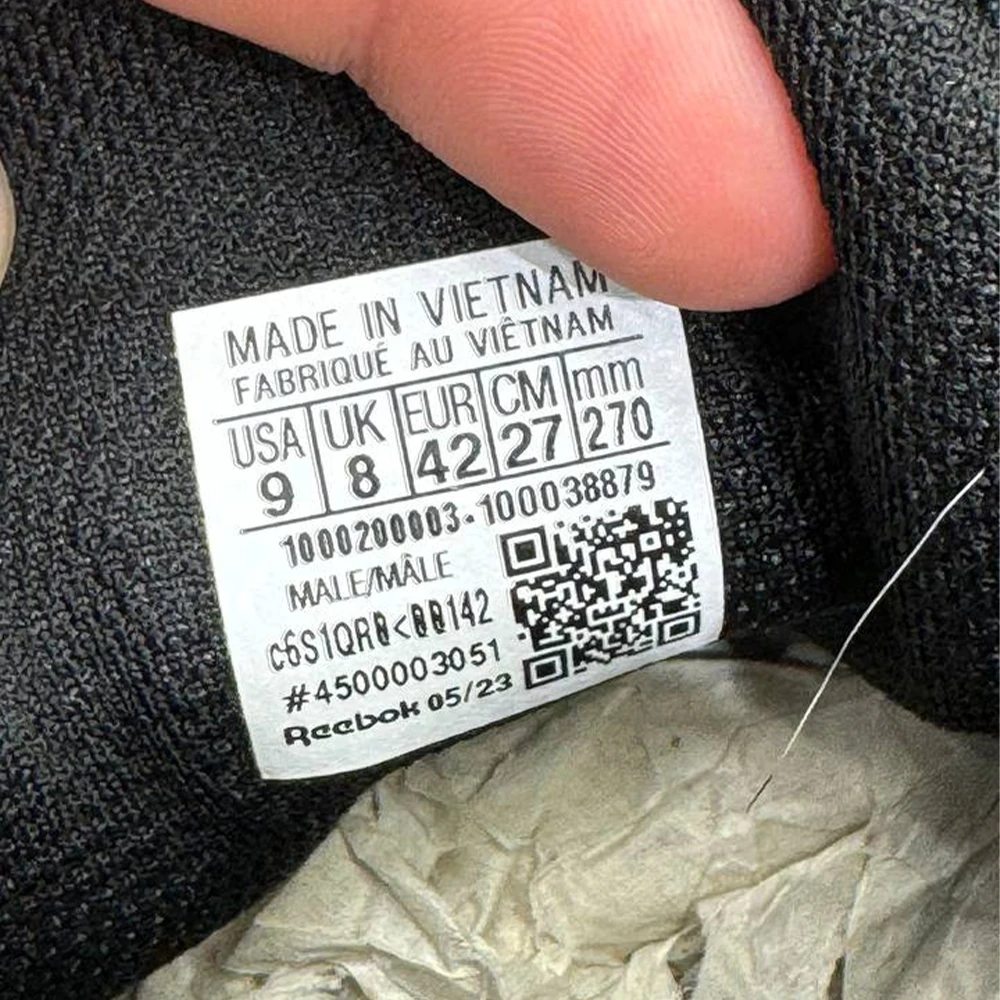 MADE IN VIETNAM
FABRIQUÉ AU VIÊTNAM
USA UK EUR CM mm
9 8 42 27 270
1000200003-100038879
MALE/MÂLE
#4500003051
Reebok 05/23